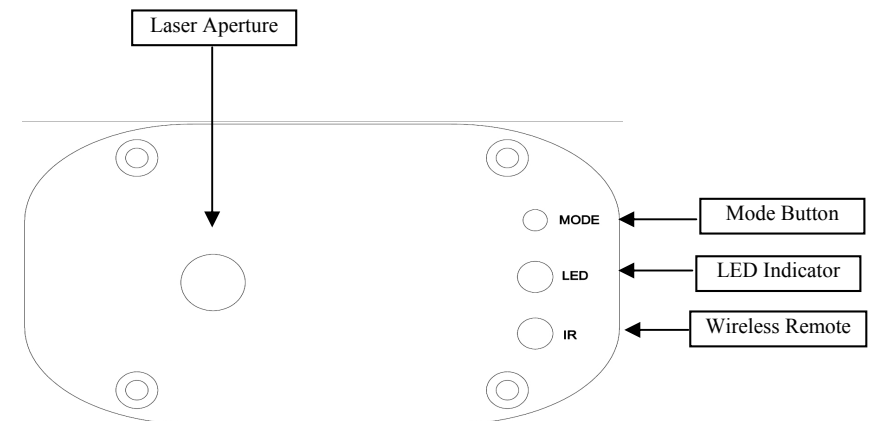 Laser Aperture
MODE
Mode Button
LED
LED Indicator
IR
Wireless Remote